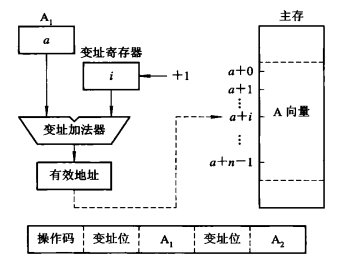 A₁
a
变址寄存器
i
+1
变址加法器
有效地址
主存
a+0
a+1
⋮
a+i
⋮
a+n-1
A 向量
操作码 变址位 A₁ 变址位 A₂